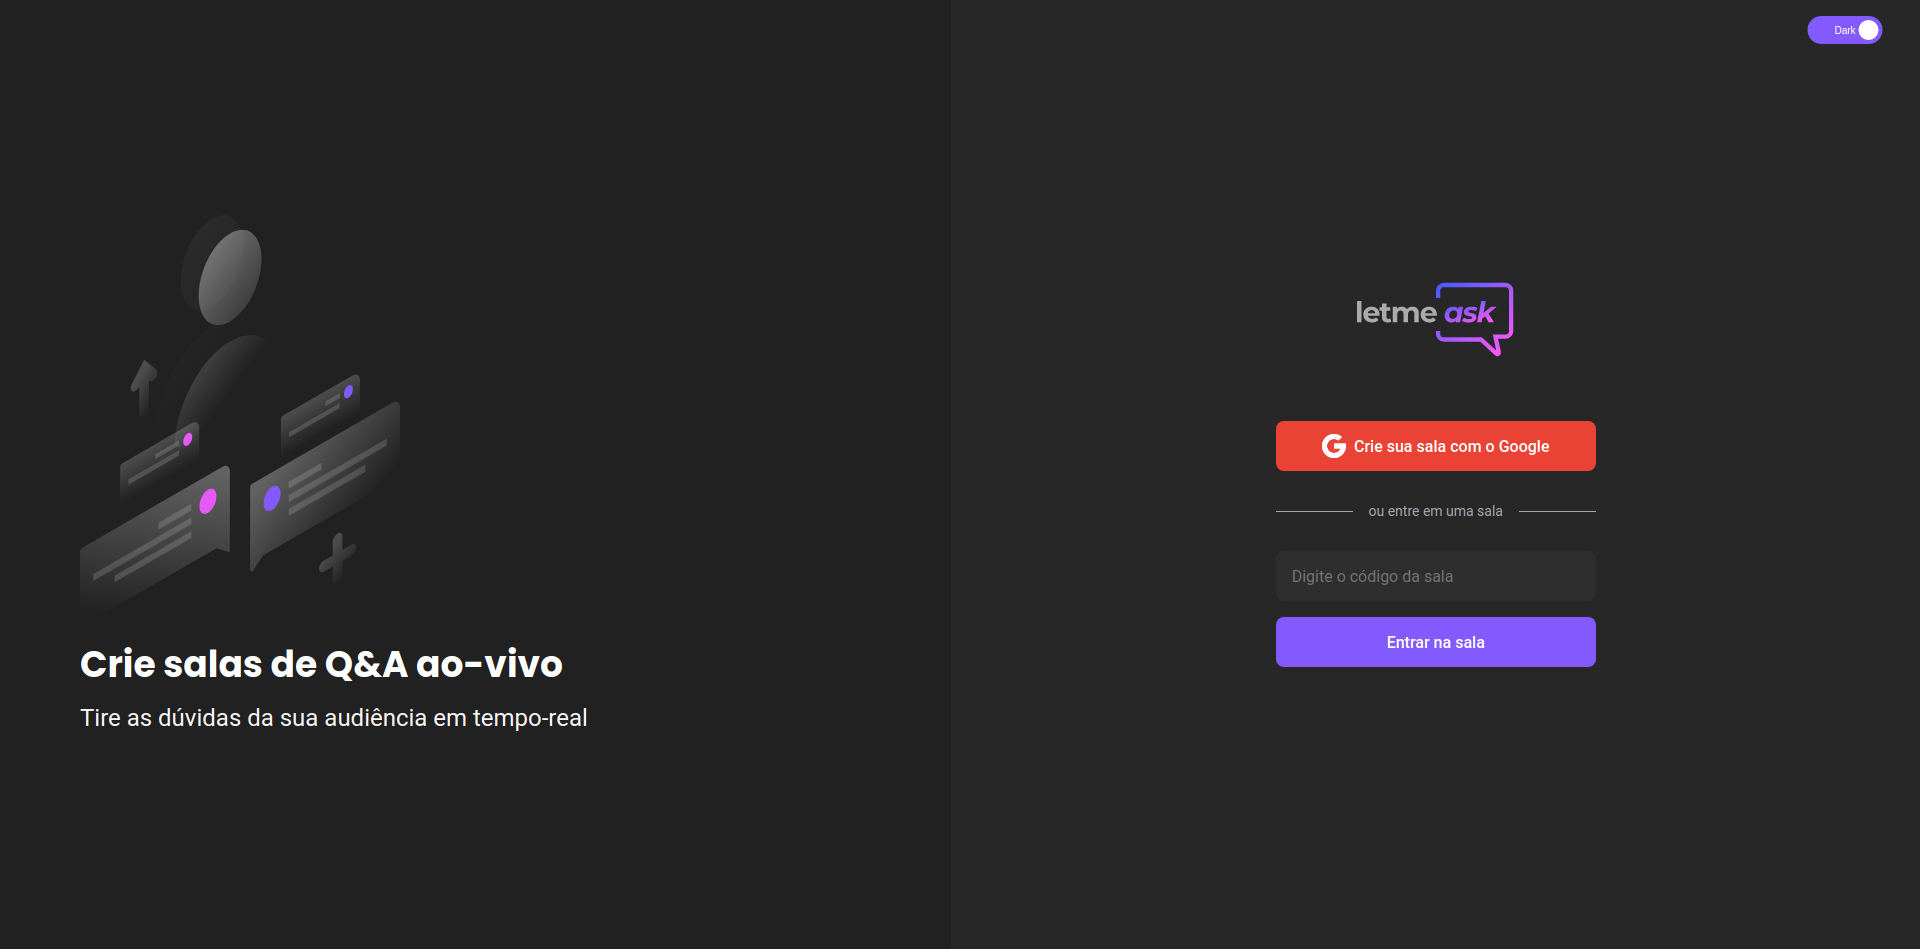 Dark
letme ask
Crie sua sala com o Google
ou entre em uma sala
Digite o código da sala
Entrar na sala
Crie salas de Q&A ao-vivo
Tire as dúvidas da sua audiência em tempo-real